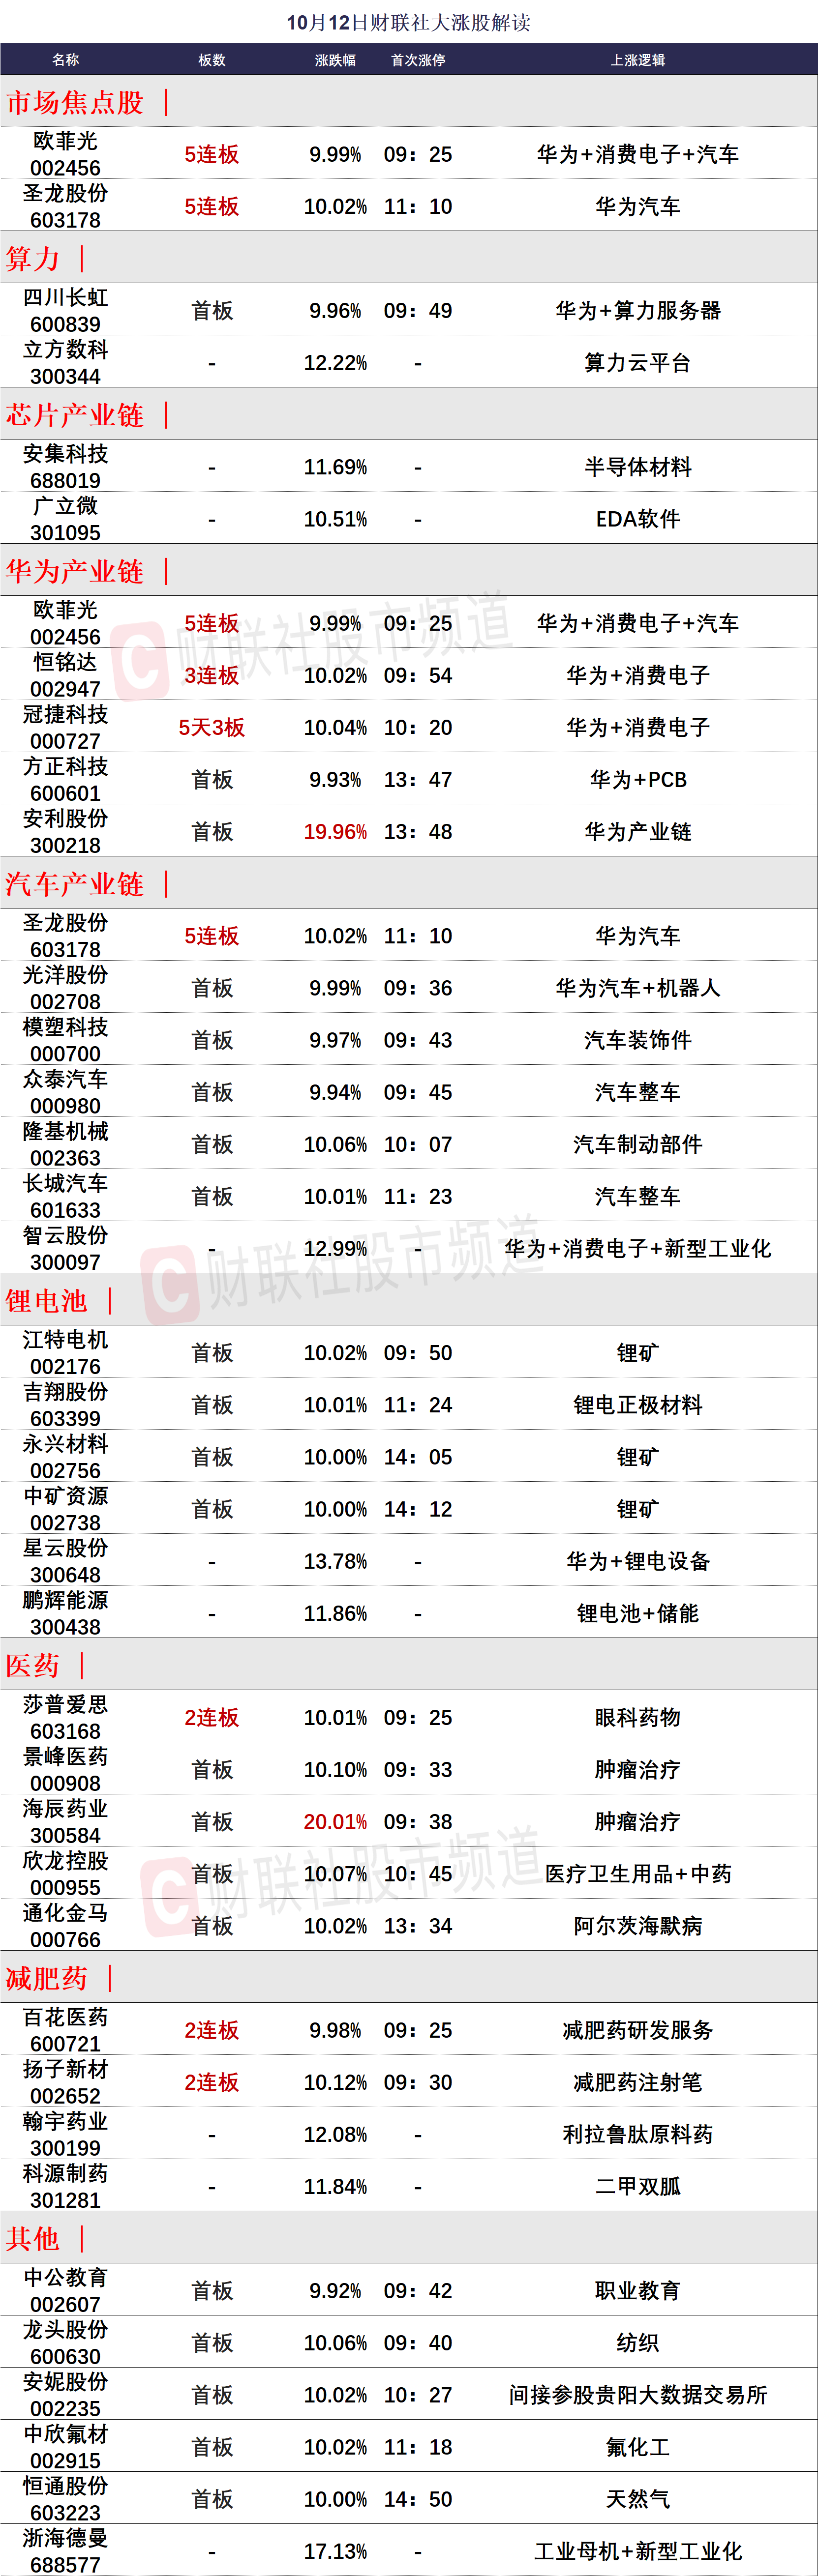 10月12日财联社大涨股解读
名称 板数 涨跌幅 首次涨停 上涨逻辑
市场焦点股 |
欧菲光
002456 5连板 9.99% 09：25 华为+消费电子+汽车
圣龙股份
603178 5连板 10.02% 11：10 华为汽车
算力 |
四川长虹
600839 首板 9.96% 09：49 华为+算力服务器
立方数科
300344 - 12.22% - 算力云平台
芯片产业链 |
安集科技
688019 - 11.69% - 半导体材料
广立微
301095 - 10.51% - EDA软件
华为产业链 |
欧菲光
002456 5连板 9.99% 09：25 华为+消费电子+汽车
恒铭达
002947 3连板 10.02% 09：54 华为+消费电子
冠捷科技
000727 5天3板 10.04% 10：20 华为+消费电子
方正科技
600601 首板 9.93% 13：47 华为+PCB
安利股份
300218 首板 19.96% 13：48 华为产业链
财联社股市频道
汽车产业链 |
圣龙股份
603178 5连板 10.02% 11：10 华为汽车
光洋股份
002708 首板 9.99% 09：36 华为汽车+机器人
模塑科技
000700 首板 9.97% 09：43 汽车装饰件
众泰汽车
000980 首板 9.94% 09：45 汽车整车
隆基机械
002363 首板 10.06% 10：07 汽车制动部件
长城汽车
601633 首板 10.01% 11：23 汽车整车
智云股份
300097 - 12.99% - 华为+消费电子+新型工业化
财联社股市频道
锂电池 |
江特电机
002176 首板 10.02% 09：50 锂矿
吉翔股份
603399 首板 10.01% 11：24 锂电正极材料
永兴材料
002756 首板 10.00% 14：05 锂矿
中矿资源
002738 首板 10.00% 14：12 锂矿
星云股份
300648 - 13.78% - 华为+锂电设备
鹏辉能源
300438 - 11.86% - 锂电池+储能
医药 |
莎普爱思
603168 2连板 10.01% 09：25 眼科药物
景峰医药
000908 首板 10.10% 09：33 肿瘤治疗
海辰药业
300584 首板 20.01% 09：38 肿瘤治疗
欣龙控股
000955 首板 10.07% 10：45 医疗卫生用品+中药
通化金马
000766 首板 10.02% 13：34 阿尔茨海默病
财联社股市频道
减肥药 |
百花医药
600721 2连板 9.98% 09：25 减肥药研发服务
扬子新材
002652 2连板 10.12% 09：30 减肥药注射笔
翰宇药业
300199 - 12.08% - 利拉鲁肽原料药
科源制药
301281 - 11.84% - 二甲双胍
其他 |
中公教育
002607 首板 9.92% 09：42 职业教育
龙头股份
600630 首板 10.06% 09：40 纺织
安妮股份
002235 首板 10.02% 10：27 间接参股贵阳大数据交易所
中欣氟材
002915 首板 10.02% 11：18 氟化工
恒通股份
603223 首板 10.00% 14：50 天然气
浙海德曼
688577 - 17.13% - 工业母机+新型工业化